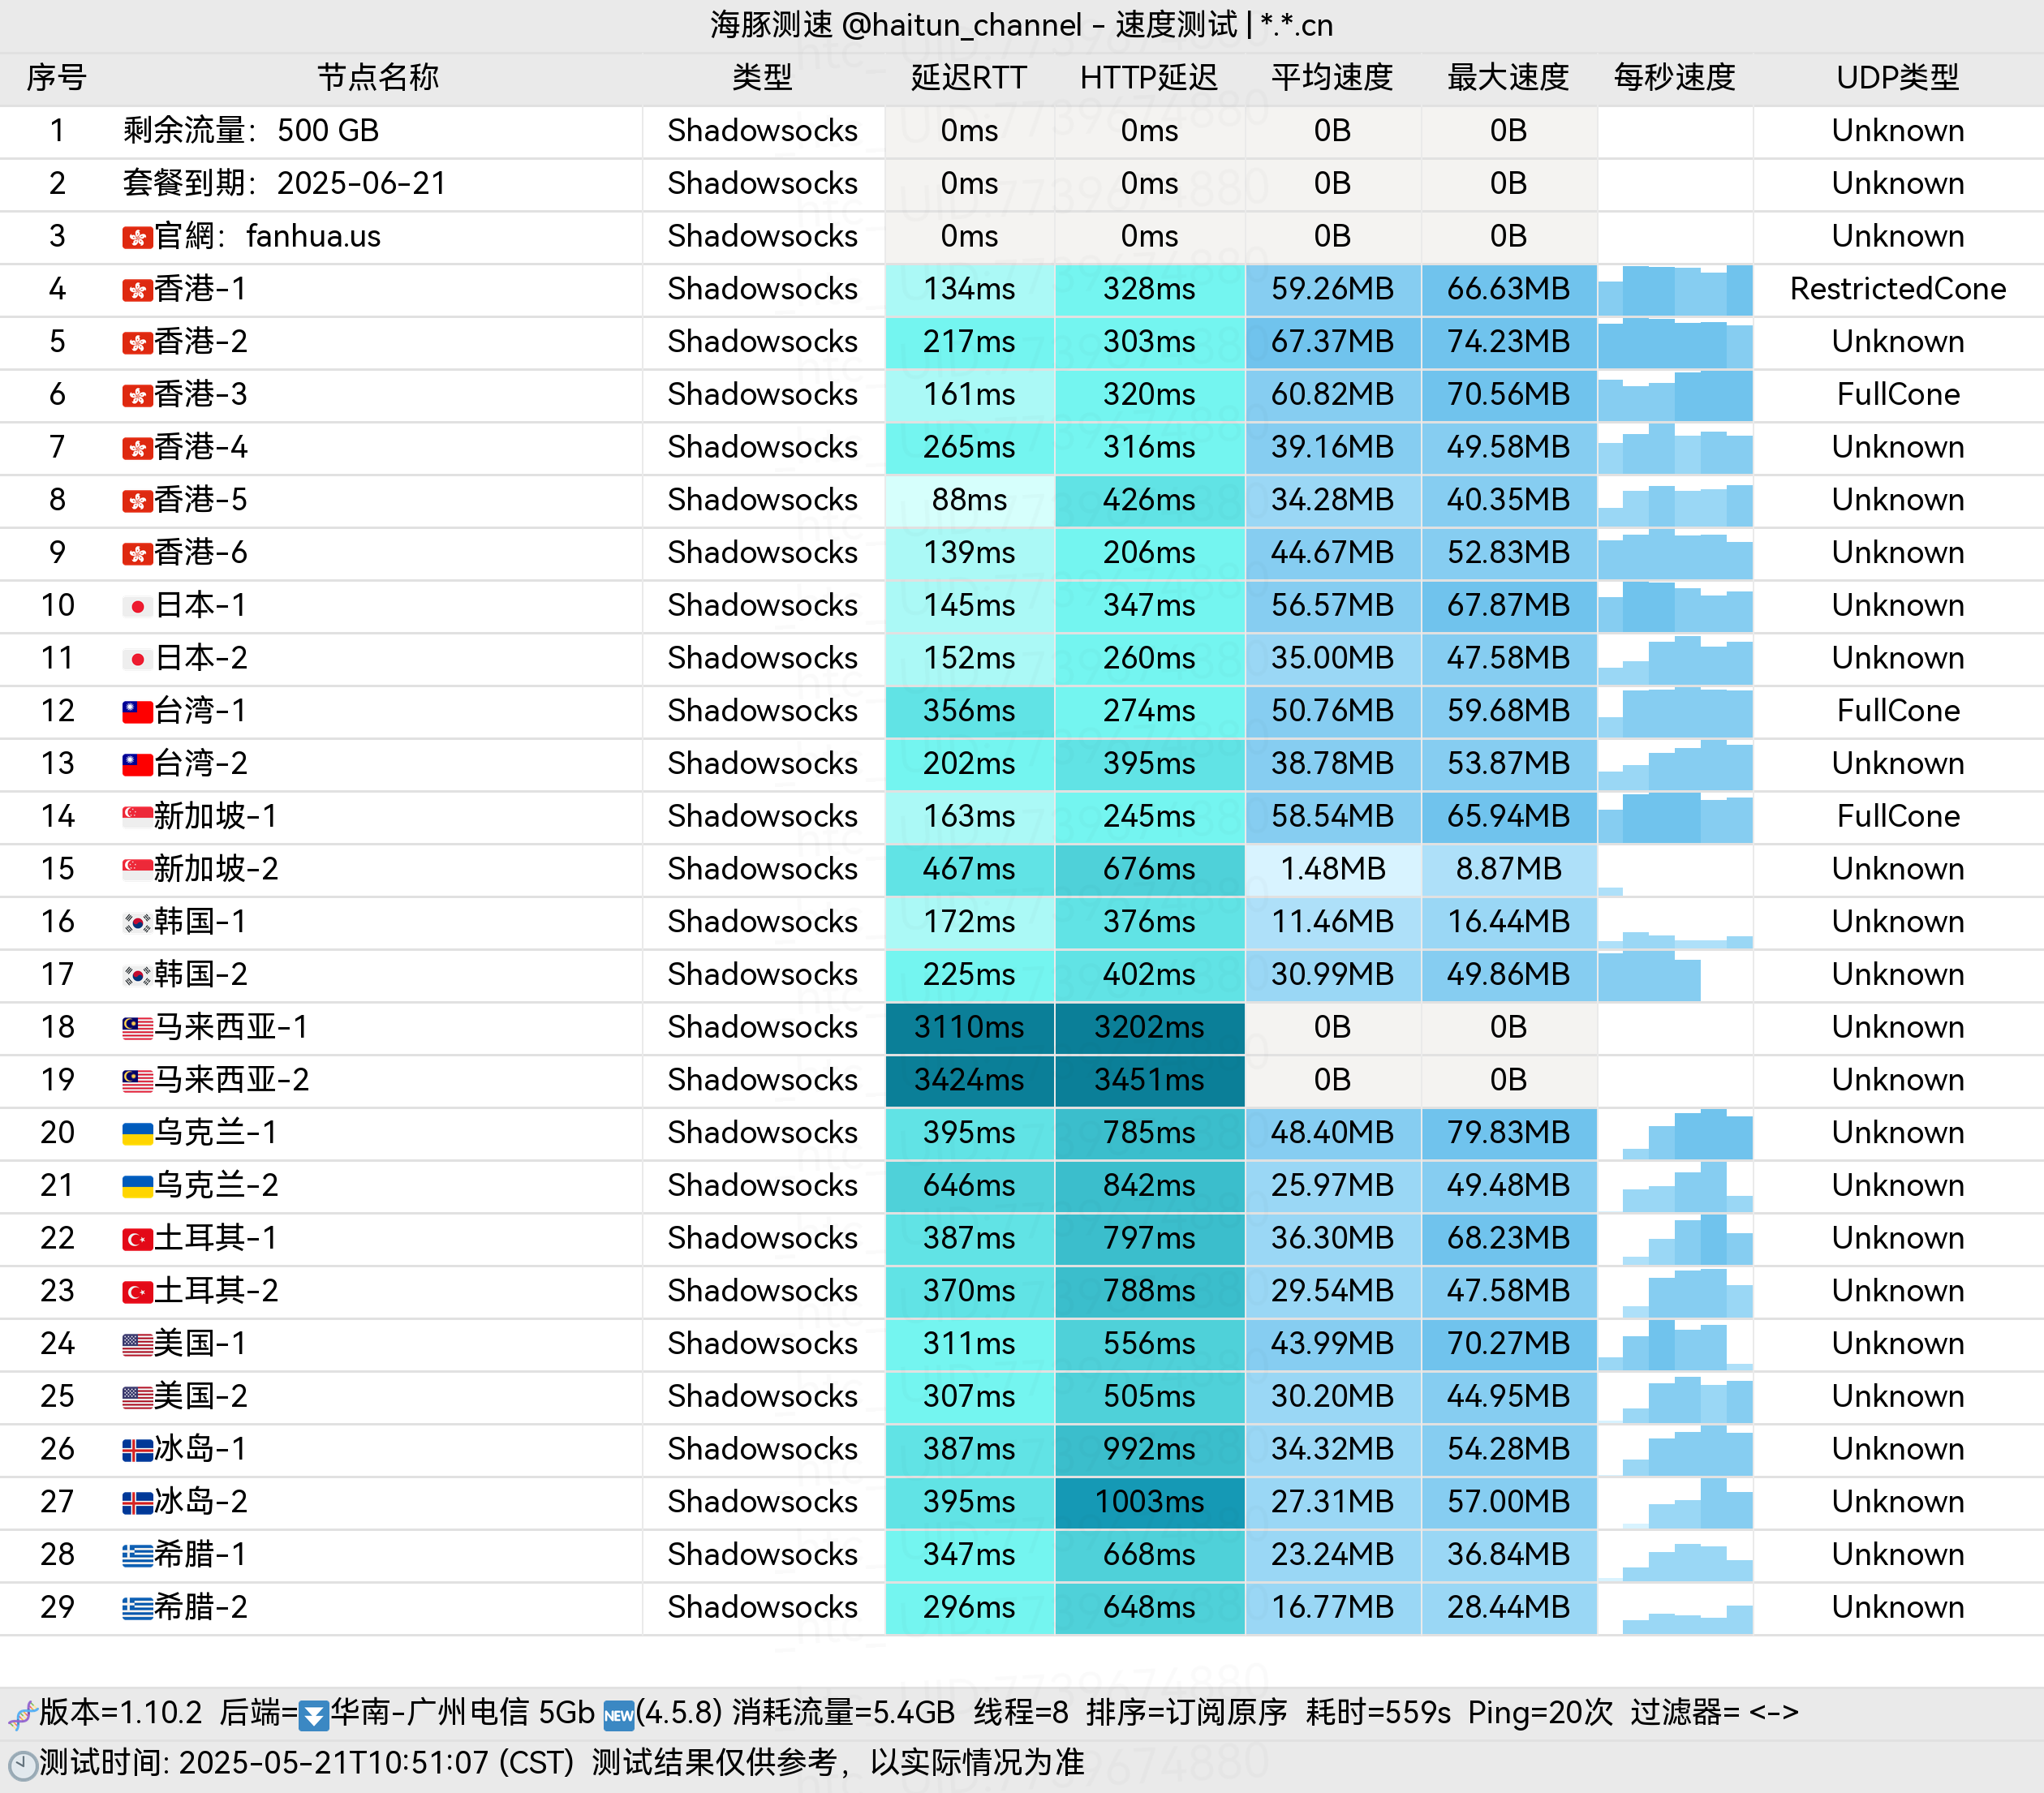 海豚测速 @haitun_channel - 速度测试 | *.*.cn
序号 节点名称 类型 延迟RTT HTTP延迟 平均速度 最大速度 每秒速度 UDP类型
1 剩余流量：500 GB Shadowsocks 0ms 0ms 0B 0B Unknown
2 套餐到期：2025-06-21 Shadowsocks 0ms 0ms 0B 0B Unknown
3 官網：fanhua.us Shadowsocks 0ms 0ms 0B 0B Unknown
4 香港-1 Shadowsocks 134ms 328ms 59.26MB 66.63MB RestrictedCone
5 香港-2 Shadowsocks 217ms 303ms 67.37MB 74.23MB Unknown
6 香港-3 Shadowsocks 161ms 320ms 60.82MB 70.56MB FullCone
7 香港-4 Shadowsocks 265ms 316ms 39.16MB 49.58MB Unknown
8 香港-5 Shadowsocks 88ms 426ms 34.28MB 40.35MB Unknown
9 香港-6 Shadowsocks 139ms 206ms 44.67MB 52.83MB Unknown
10 日本-1 Shadowsocks 145ms 347ms 56.57MB 67.87MB Unknown
11 日本-2 Shadowsocks 152ms 260ms 35.00MB 47.58MB Unknown
12 台湾-1 Shadowsocks 356ms 274ms 50.76MB 59.68MB FullCone
13 台湾-2 Shadowsocks 202ms 395ms 38.78MB 53.87MB Unknown
14 新加坡-1 Shadowsocks 163ms 245ms 58.54MB 65.94MB FullCone
15 新加坡-2 Shadowsocks 467ms 676ms 1.48MB 8.87MB Unknown
16 韩国-1 Shadowsocks 172ms 376ms 11.46MB 16.44MB Unknown
17 韩国-2 Shadowsocks 225ms 402ms 30.99MB 49.86MB Unknown
18 马来西亚-1 Shadowsocks 3110ms 3202ms 0B 0B Unknown
19 马来西亚-2 Shadowsocks 3424ms 3451ms 0B 0B Unknown
20 乌克兰-1 Shadowsocks 395ms 785ms 48.40MB 79.83MB Unknown
21 乌克兰-2 Shadowsocks 646ms 842ms 25.97MB 49.48MB Unknown
22 土耳其-1 Shadowsocks 387ms 797ms 36.30MB 68.23MB Unknown
23 土耳其-2 Shadowsocks 370ms 788ms 29.54MB 47.58MB Unknown
24 美国-1 Shadowsocks 311ms 556ms 43.99MB 70.27MB Unknown
25 美国-2 Shadowsocks 307ms 505ms 30.20MB 44.95MB Unknown
26 冰岛-1 Shadowsocks 387ms 992ms 34.32MB 54.28MB Unknown
27 冰岛-2 Shadowsocks 395ms 1003ms 27.31MB 57.00MB Unknown
28 希腊-1 Shadowsocks 347ms 668ms 23.24MB 36.84MB Unknown
29 希腊-2 Shadowsocks 296ms 648ms 16.77MB 28.44MB Unknown
版本=1.10.2 后端=华南-广州电信 5Gb NEW(4.5.8) 消耗流量=5.4GB 线程=8 排序=订阅原序 耗时=559s Ping=20次 过滤器= <->
测试时间: 2025-05-21T10:51:07 (CST) 测试结果仅供参考，以实际情况为准